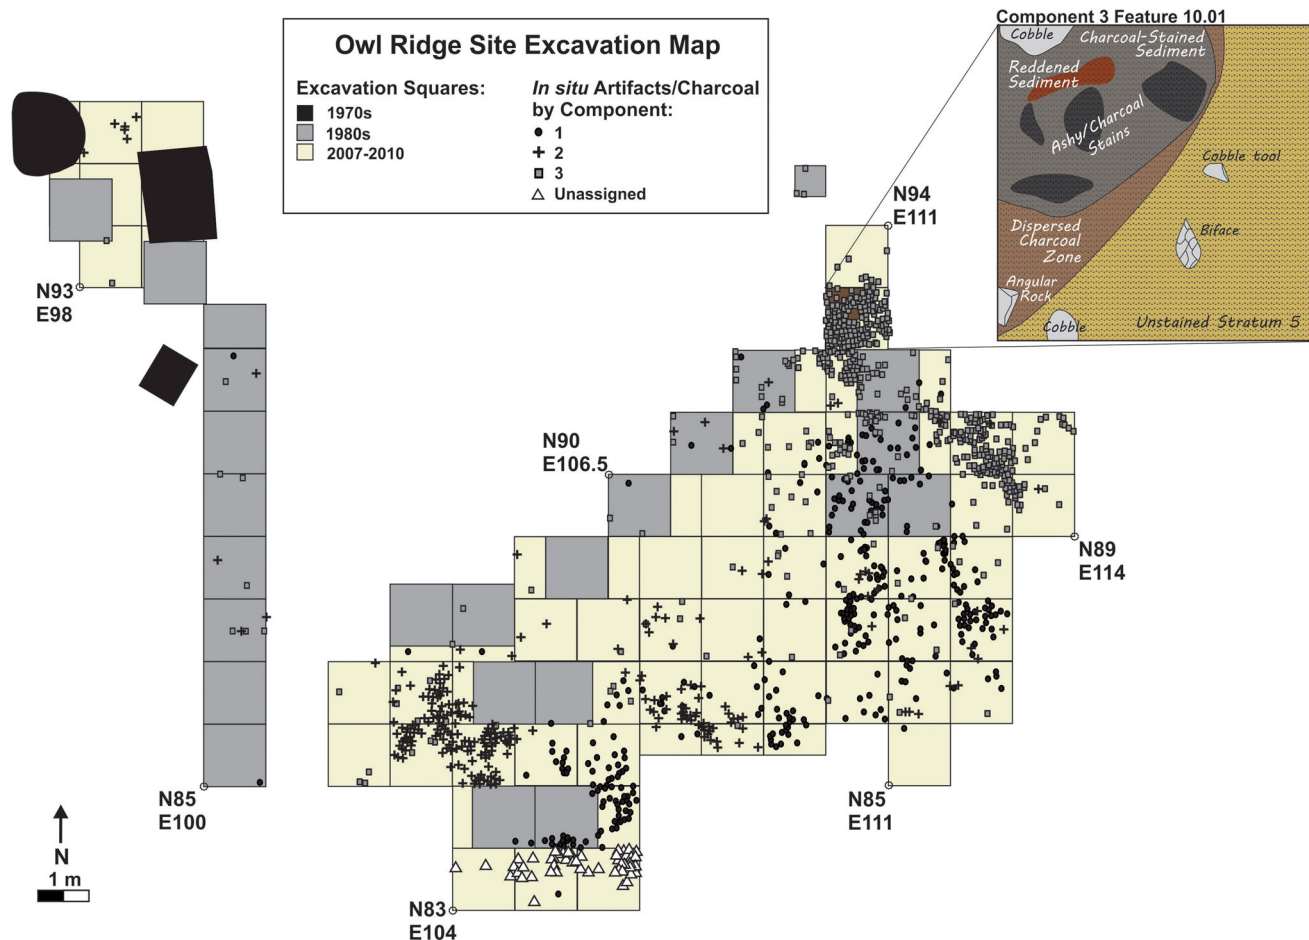 Owl Ridge Site Excavation Map
Excavation Squares:
1970s
1980s
2007-2010
In situ Artifacts/Charcoal
by Component:
1
2
3
Unassigned
Component 3 Feature 10.01
Cobble
Charcoal-Stained
Sediment
Reddened
Sediment
Ashy/Charcoal
Stains
Cobble tool
Dispersed
Charcoal
Zone
Biface
Angular
Rock
Cobble
Unstained Stratum 5
N94
E111
N93
E98
N90
E106.5
N89
E114
N85
E100
N85
E111
N
1 m
N83
E104